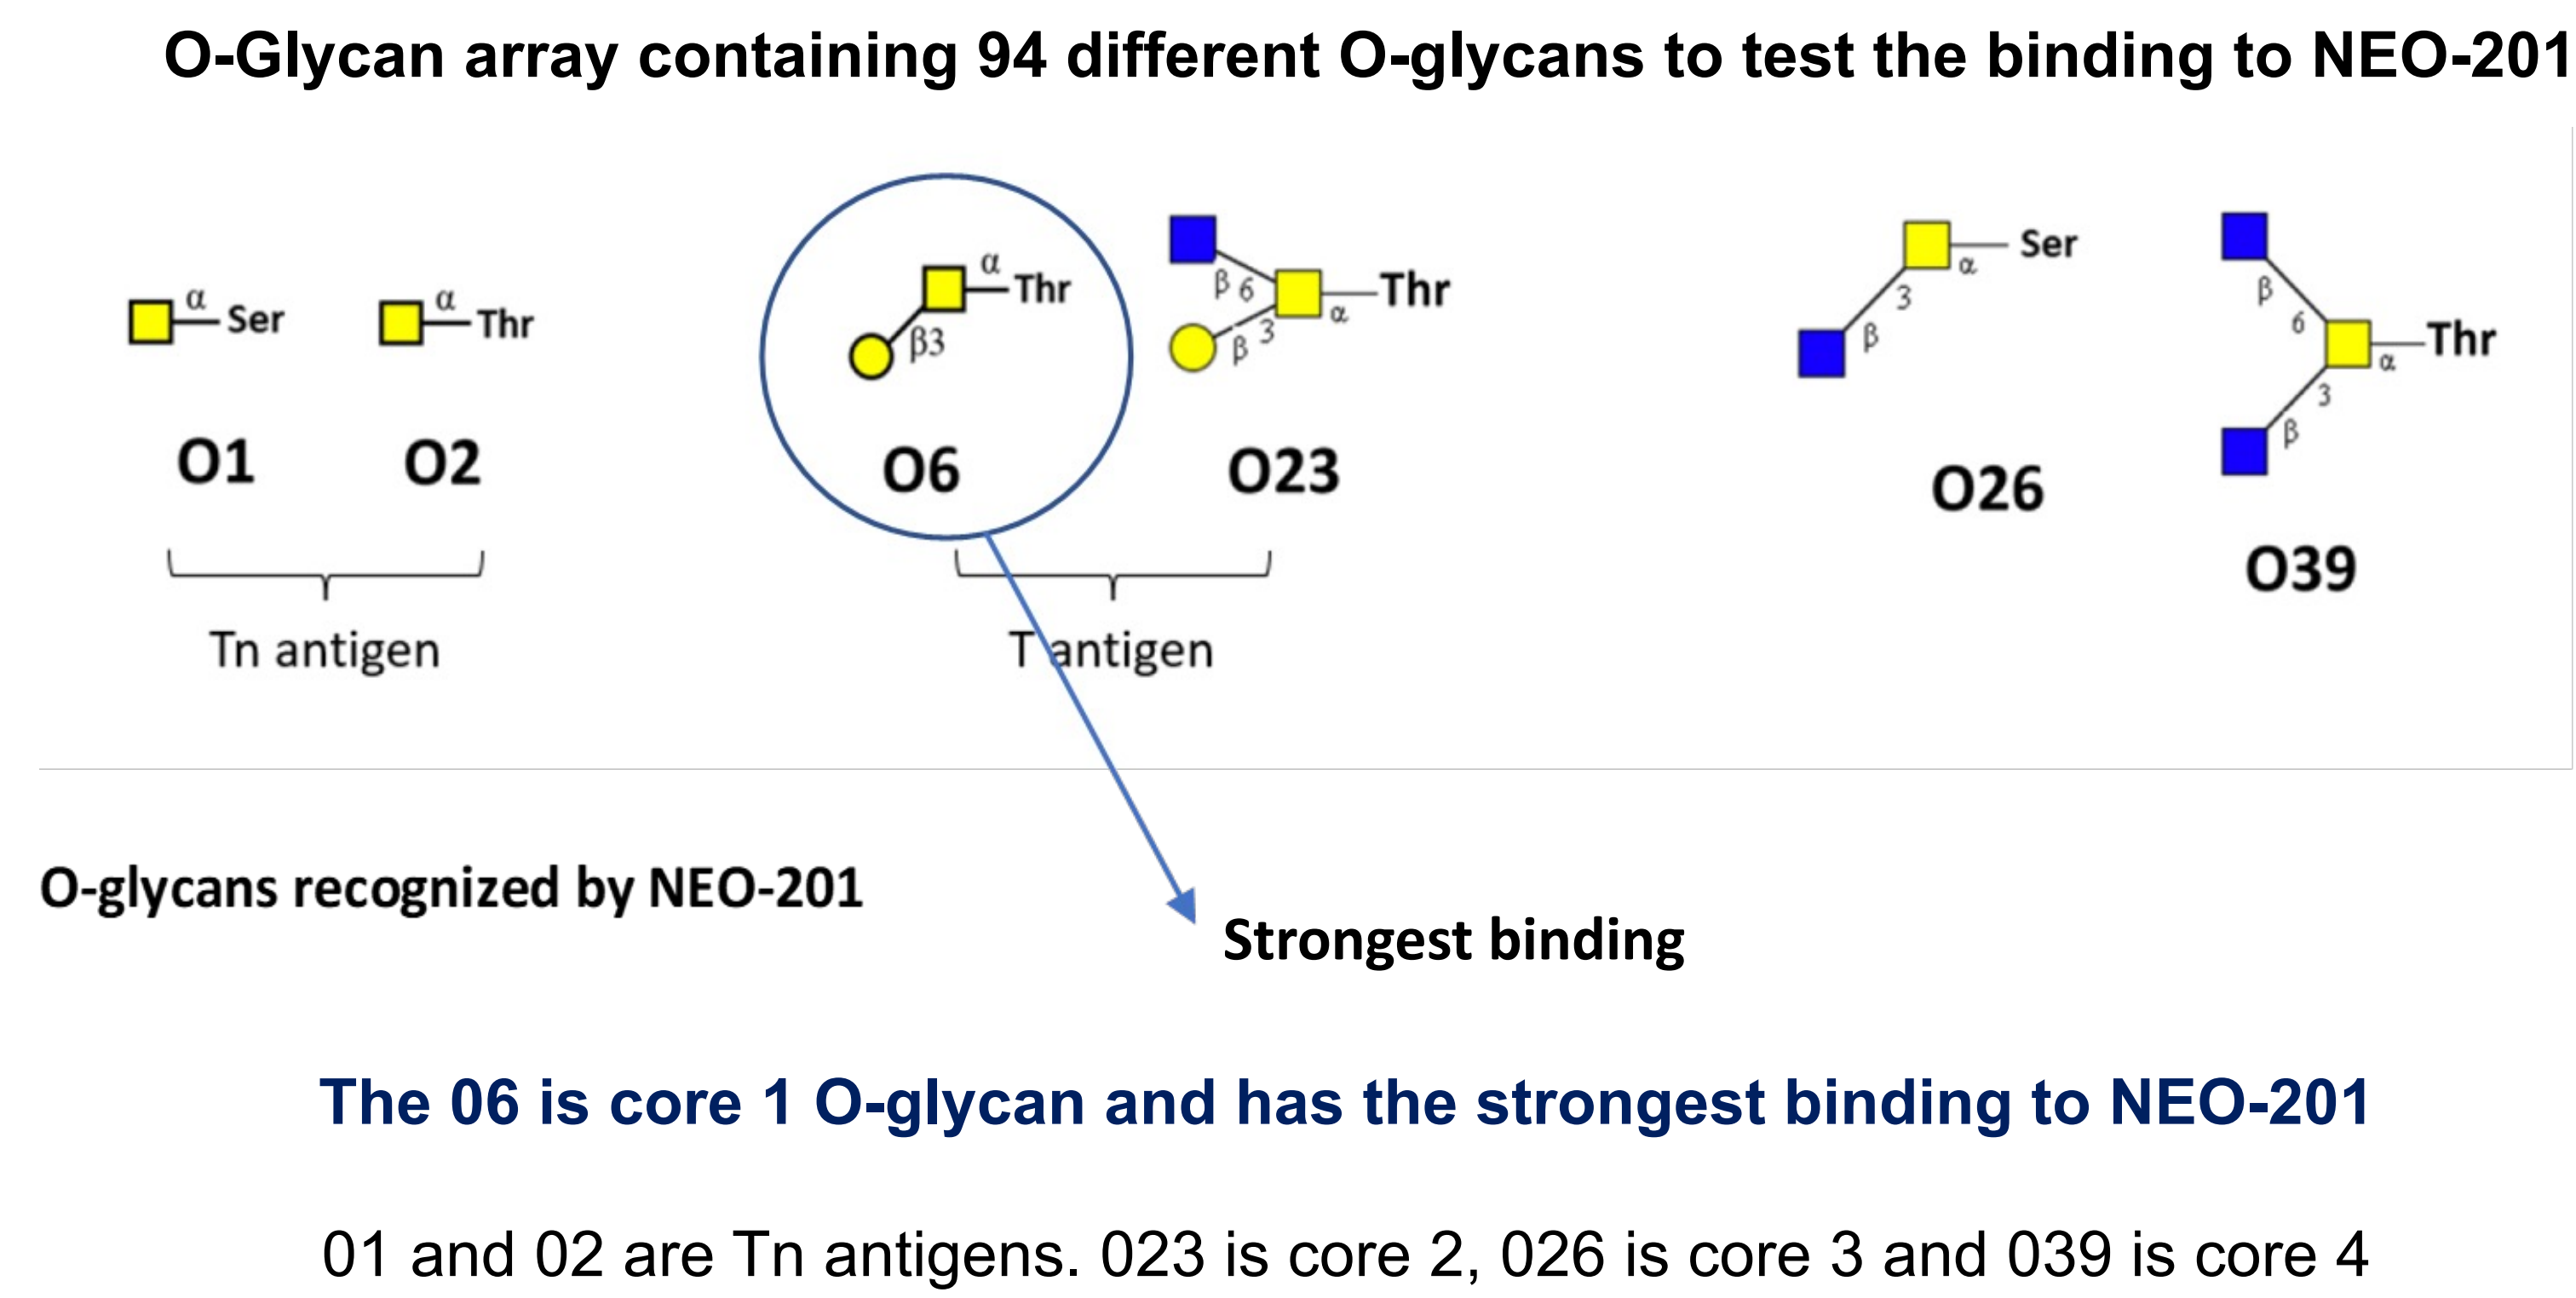 O-Glycan array containing 94 different O-glycans to test the binding to NEO-201
α
Ser
O1
α
Thr
O2
Tn antigen
α
Thr
β3
O6
β 6
β 3
α
Thr
O23
T antigen
Ser
α
3
β
O26
β
6
Thr
α
3
β
O39
O-glycans recognized by NEO-201
Strongest binding
The 06 is core 1 O-glycan and has the strongest binding to NEO-201
01 and 02 are Tn antigens. 023 is core 2, 026 is core 3 and 039 is core 4